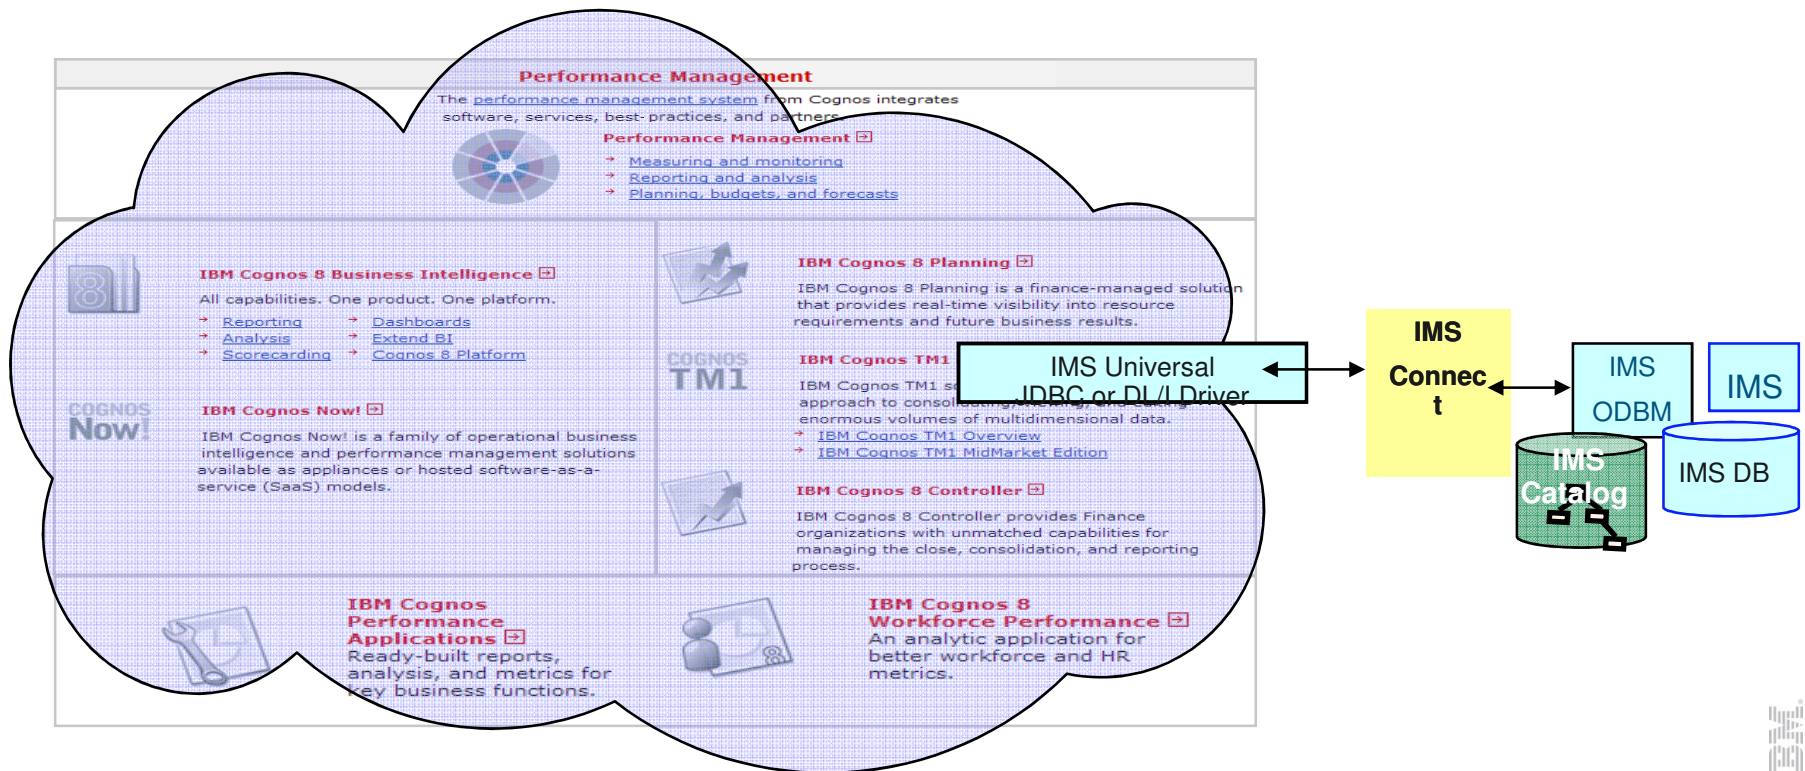 Performance Management
The performance management system from Cognos integrates
software, services, best-practices, and partners.
Performance Management
Measuring and monitoring
Reporting and analysis
Planning, budgets, and forecasts
8
IBM Cognos 8 Business Intelligence
All capabilities. One product. One platform.
Reporting
Dashboards
Analysis
Extend BI
Scorecarding
Cognos 8 Platform
COGNOS
Now!
IBM Cognos Now!
IBM Cognos Now! is a family of operational business
intelligence and performance management solutions
available as appliances or hosted software-as-a-
service (SaaS) models.
IBM Cognos 8 Planning
IBM Cognos 8 Planning is a finance-managed solution
that provides real-time visibility into resource
requirements and future business results.
COGNOS
TM1
IBM Cognos TM1
IBM Cognos TM1
approach to
enormous volumes of multidimensional data.
IBM Cognos TM1 Overview
IBM Cognos TM1 MidMarket Edition
IBM Cognos 8 Controller
IBM Cognos 8 Controller provides Finance
organizations with unmatched capabilities for
managing the close, consolidation, and reporting
process.
IBM Cognos
Performance
Applications
Ready-built reports,
analysis, and metrics for
key business functions.
8
IBM Cognos 8
Workforce Performance
An analytic application for
better workforce and HR
metrics.
IMS Universal
JDBC or DL/I Driver
IMS
Connec
t
IMS
ODBM
IMS
IMS
Catalog
IMS DB
IBM